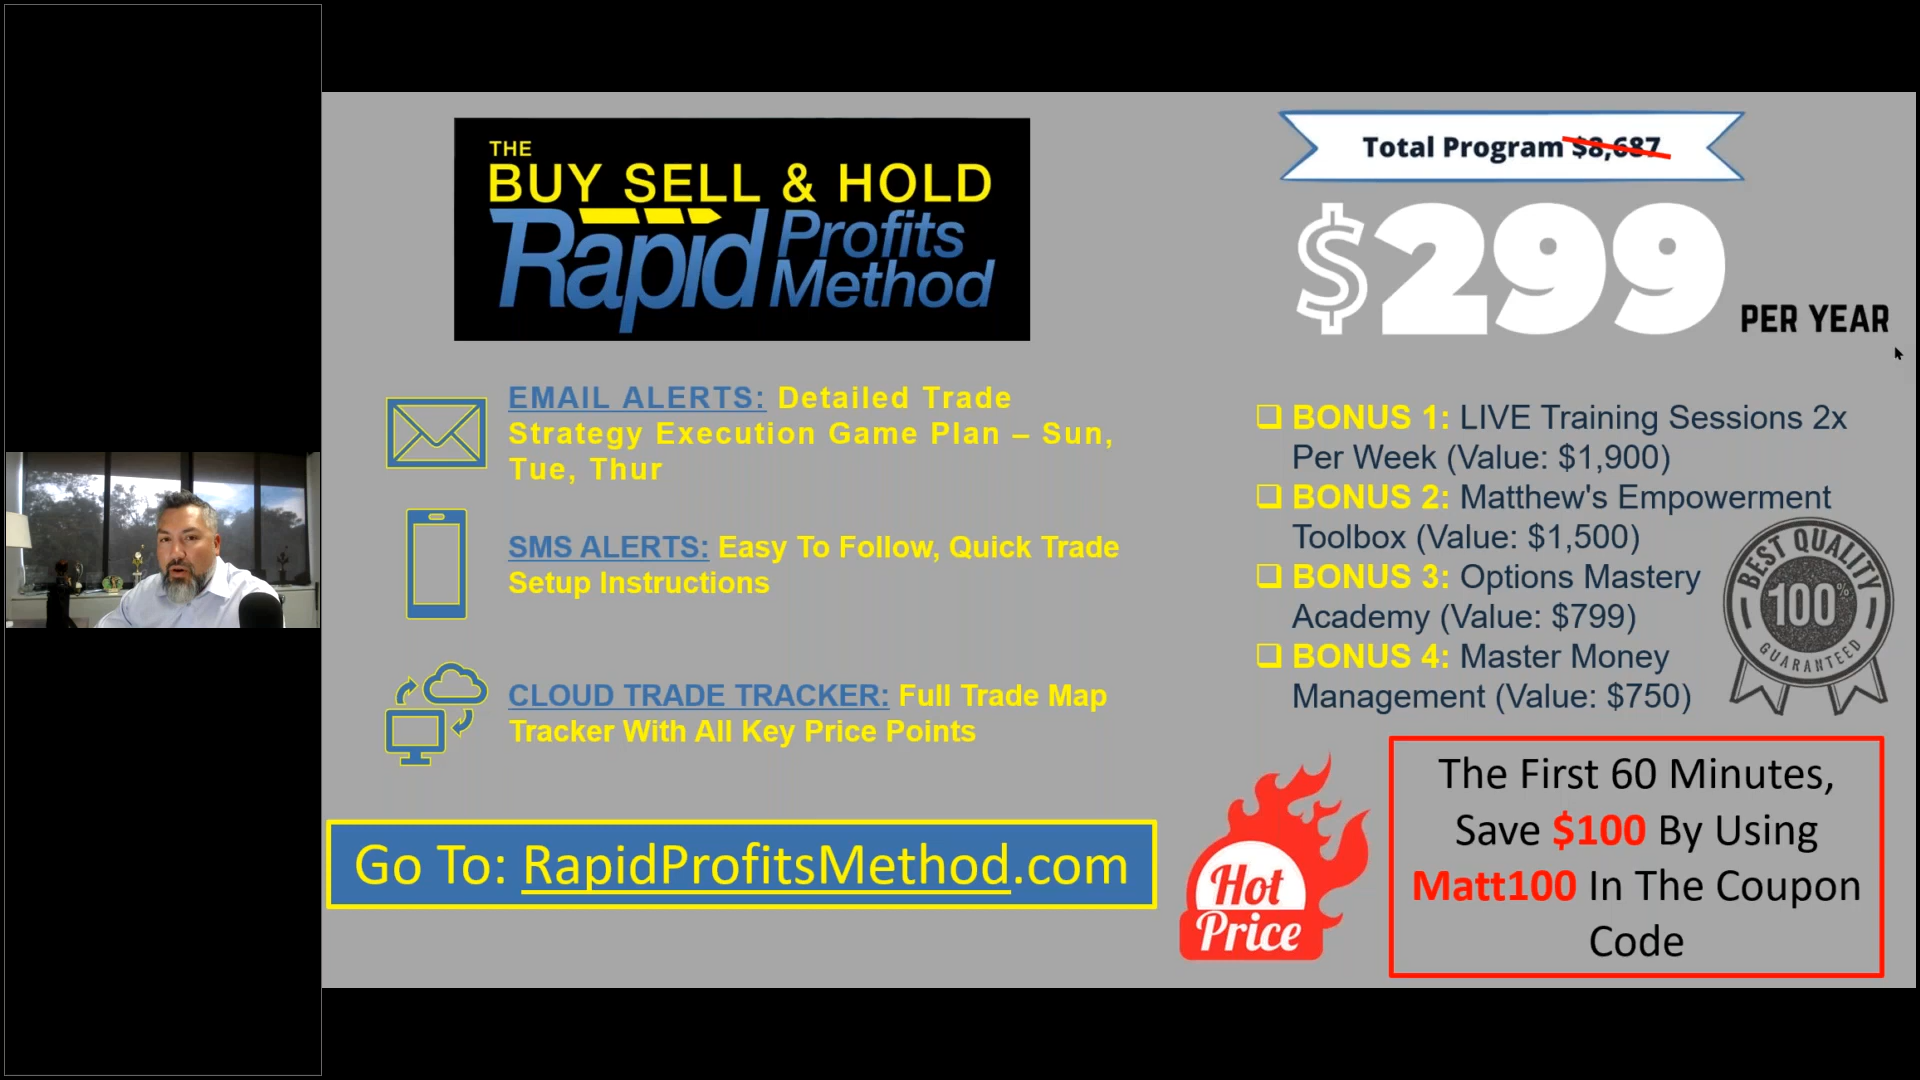 THE
BUY SELL & HOLD
Rapid Profits
Method
EMAIL ALERTS: Detailed Trade
Strategy Execution Game Plan – Sun,
Tue, Thur
SMS ALERTS: Easy To Follow, Quick Trade
Setup Instructions
CLOUD TRADE TRACKER: Full Trade Map
Tracker With All Key Price Points
Go To: RapidProfitsMethod.com
Total Program $8,687
$299
PER YEAR
BONUS 1: LIVE Training Sessions 2x
Per Week (Value: $1,900)
BONUS 2: Matthew's Empowerment
Toolbox (Value: $1,500)
BONUS 3: Options Mastery
Academy (Value: $799)
BONUS 4: Master Money
Management (Value: $750)
BEST QUALITY
100%
GUARANTEED
Hot
Price
The First 60 Minutes,
Save $100 By Using
Matt100 In The Coupon
Code